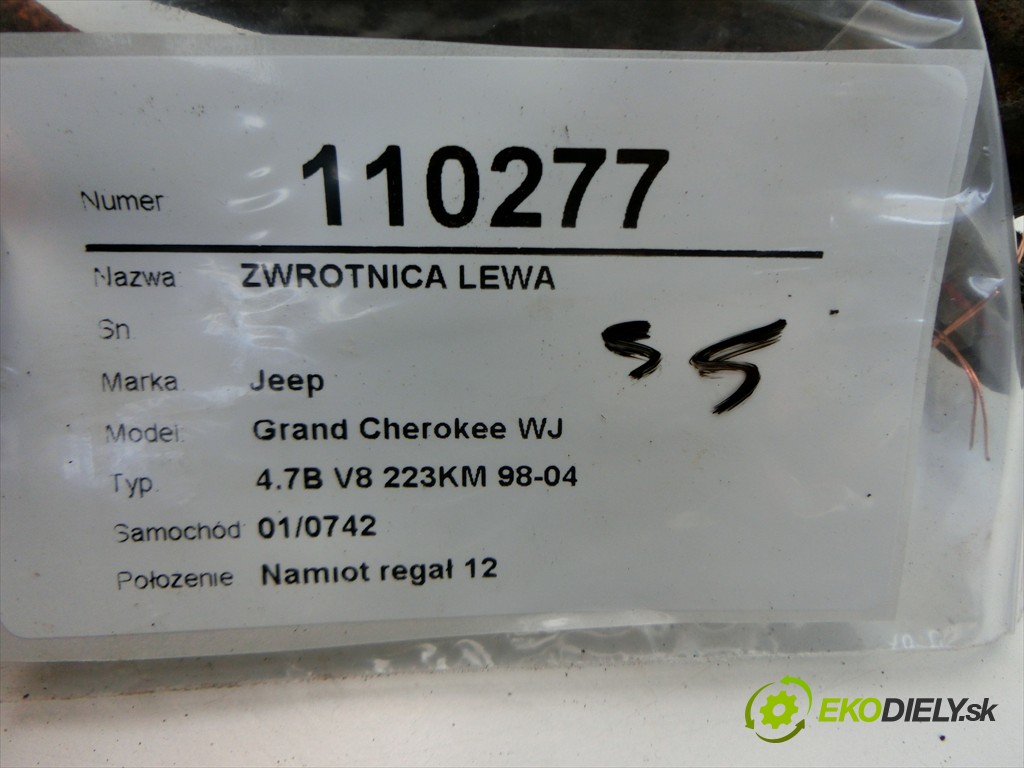 Numer 110277
Nazwa: ZWROTNICA LEWA
Sn.
Marka Jeep
Model: Grand Cherokee WJ
Typ. 4.7B V8 223KM 98-04
Samochód 01/0742
Położenie Namiot regał 12
EKODIELY.sk